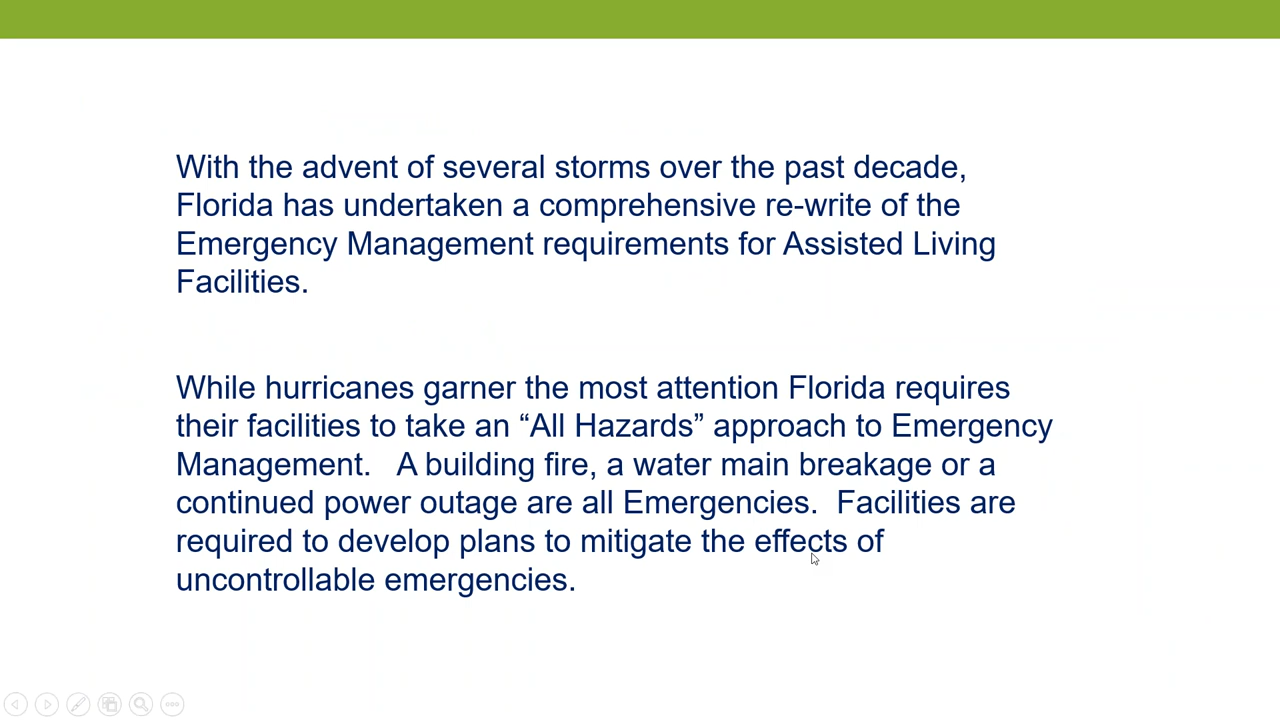 With the advent of several storms over the past decade,
Florida has undertaken a comprehensive re-write of the
Emergency Management requirements for Assisted Living
Facilities.
While hurricanes garner the most attention Florida requires
their facilities to take an “All Hazards” approach to Emergency
Management.   A building fire, a water main breakage or a
continued power outage are all Emergencies.  Facilities are
required to develop plans to mitigate the effects of
uncontrollable emergencies.